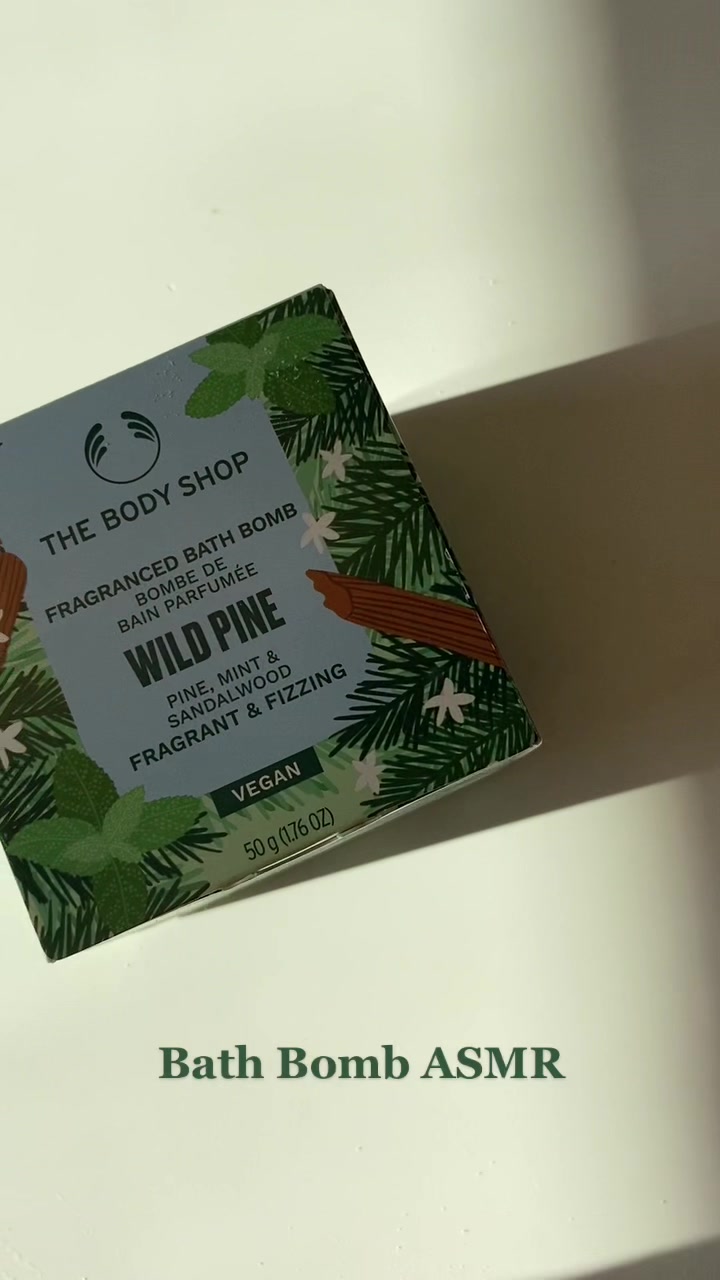 THE BODY SHOP
FRAGRANCED BATH BOMB
BOMBE DE
BAIN PARFUMÉE
WILD PINE
PINE, MINT &
SANDALWOOD
FRAGRANT & FIZZING
VEGAN
50 g (1.76 OZ)
Bath Bomb ASMR